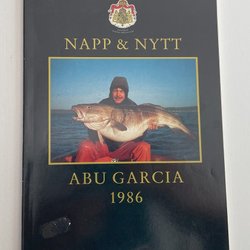 NAPP & NYTT
ABU GARCIA
1986